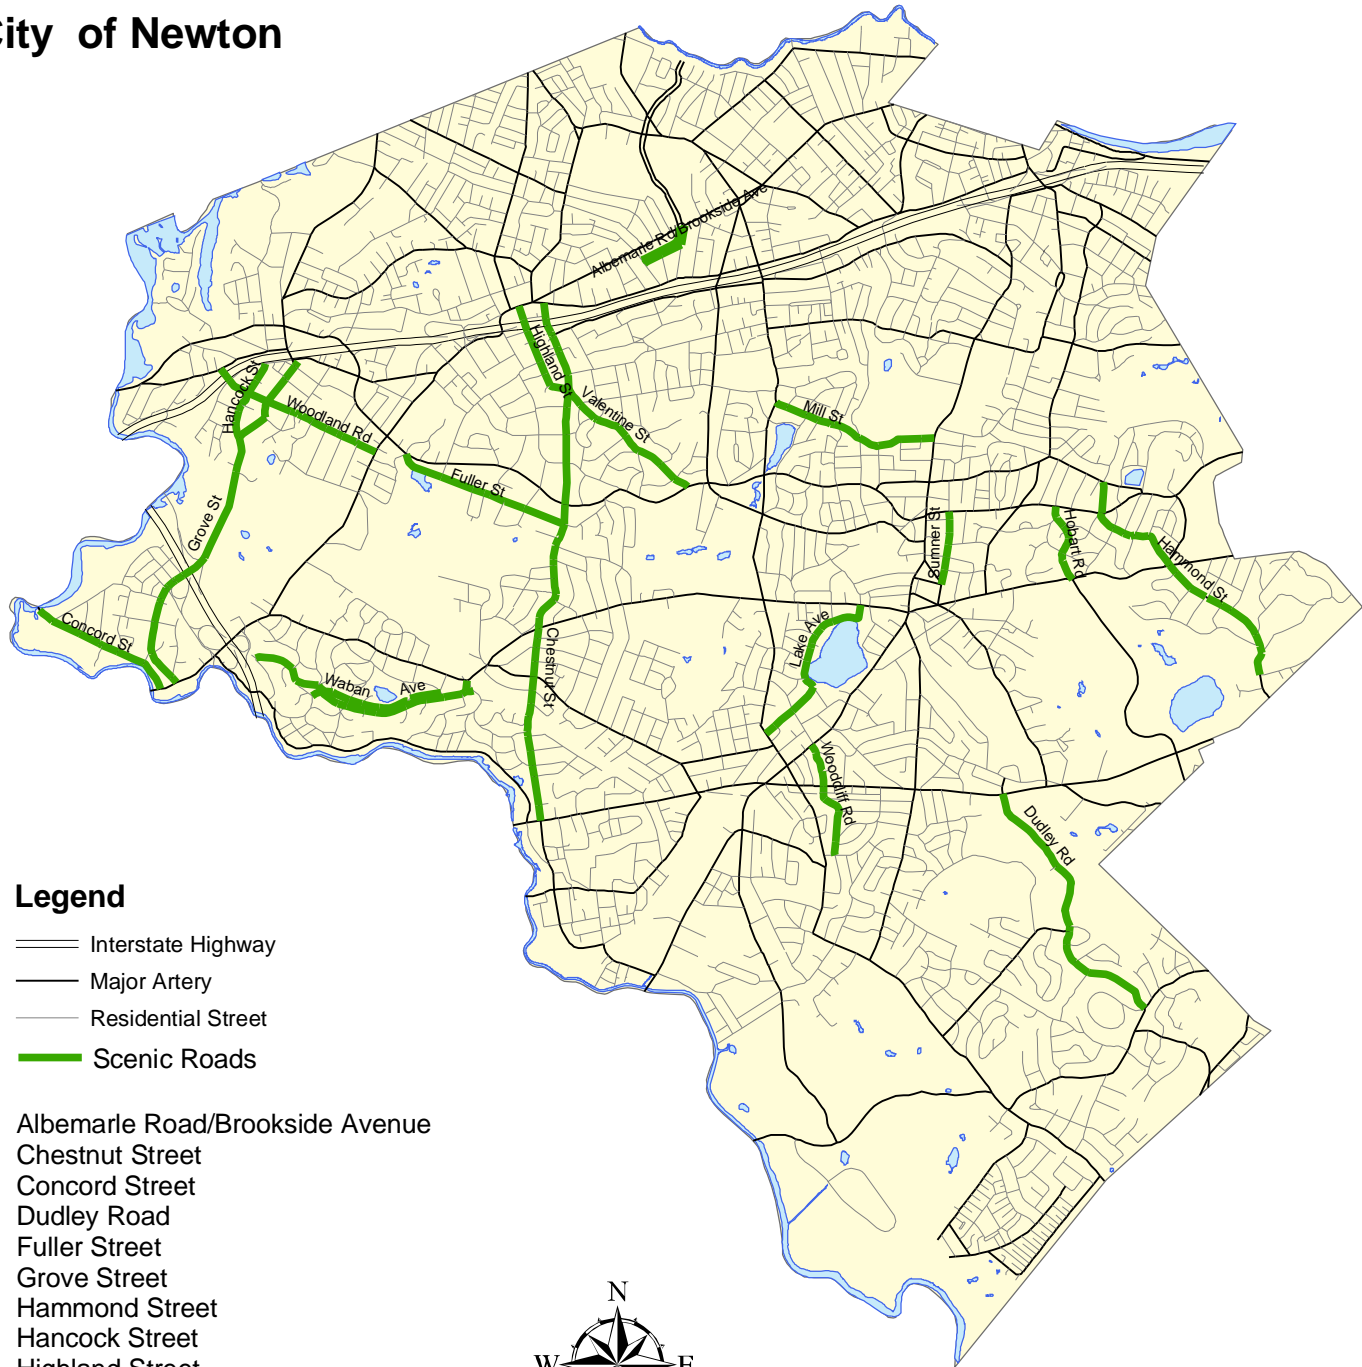 City of Newton
Albemarle Rd/Brookside Ave
Highland St
Hancock St
Woodland Rd
Valentine St
Mill St
Fuller St
Grove St
Sumner St
Hobart Rd
Hammond St
Concord St
Chestnut St
Lake Ave
Waban Ave
Woodcliff Rd
Dudley Rd
Legend
Interstate Highway
Major Artery
Residential Street
Scenic Roads
Albemarle Road/Brookside Avenue
Chestnut Street
Concord Street
Dudley Road
Fuller Street
Grove Street
Hammond Street
Hancock Street
Highland Street
N
W E